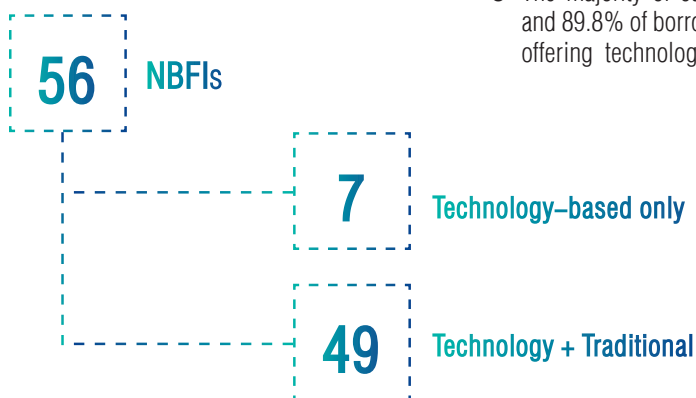 and 89.8% of borro
offering technolog
56 NBFIs
7 Technology–based only
49 Technology + Traditional